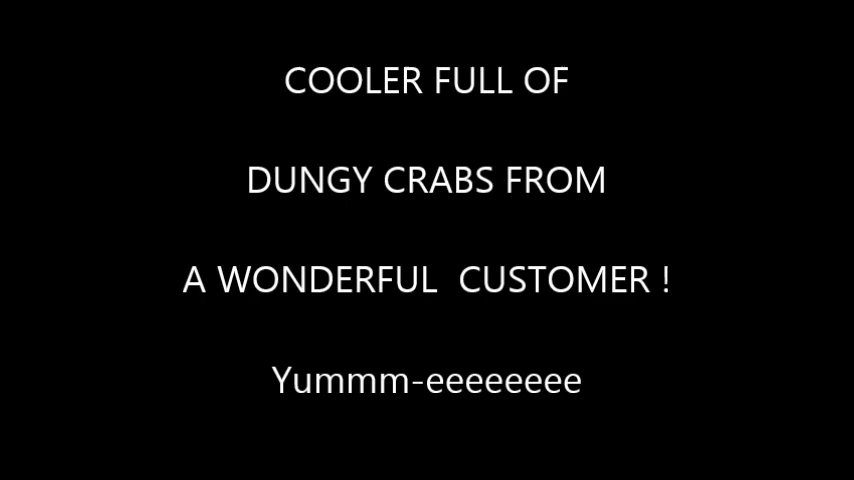 COOLER FULL OF
DUNGY CRABS FROM
A WONDERFUL  CUSTOMER !
Yummm-eeeeeeee